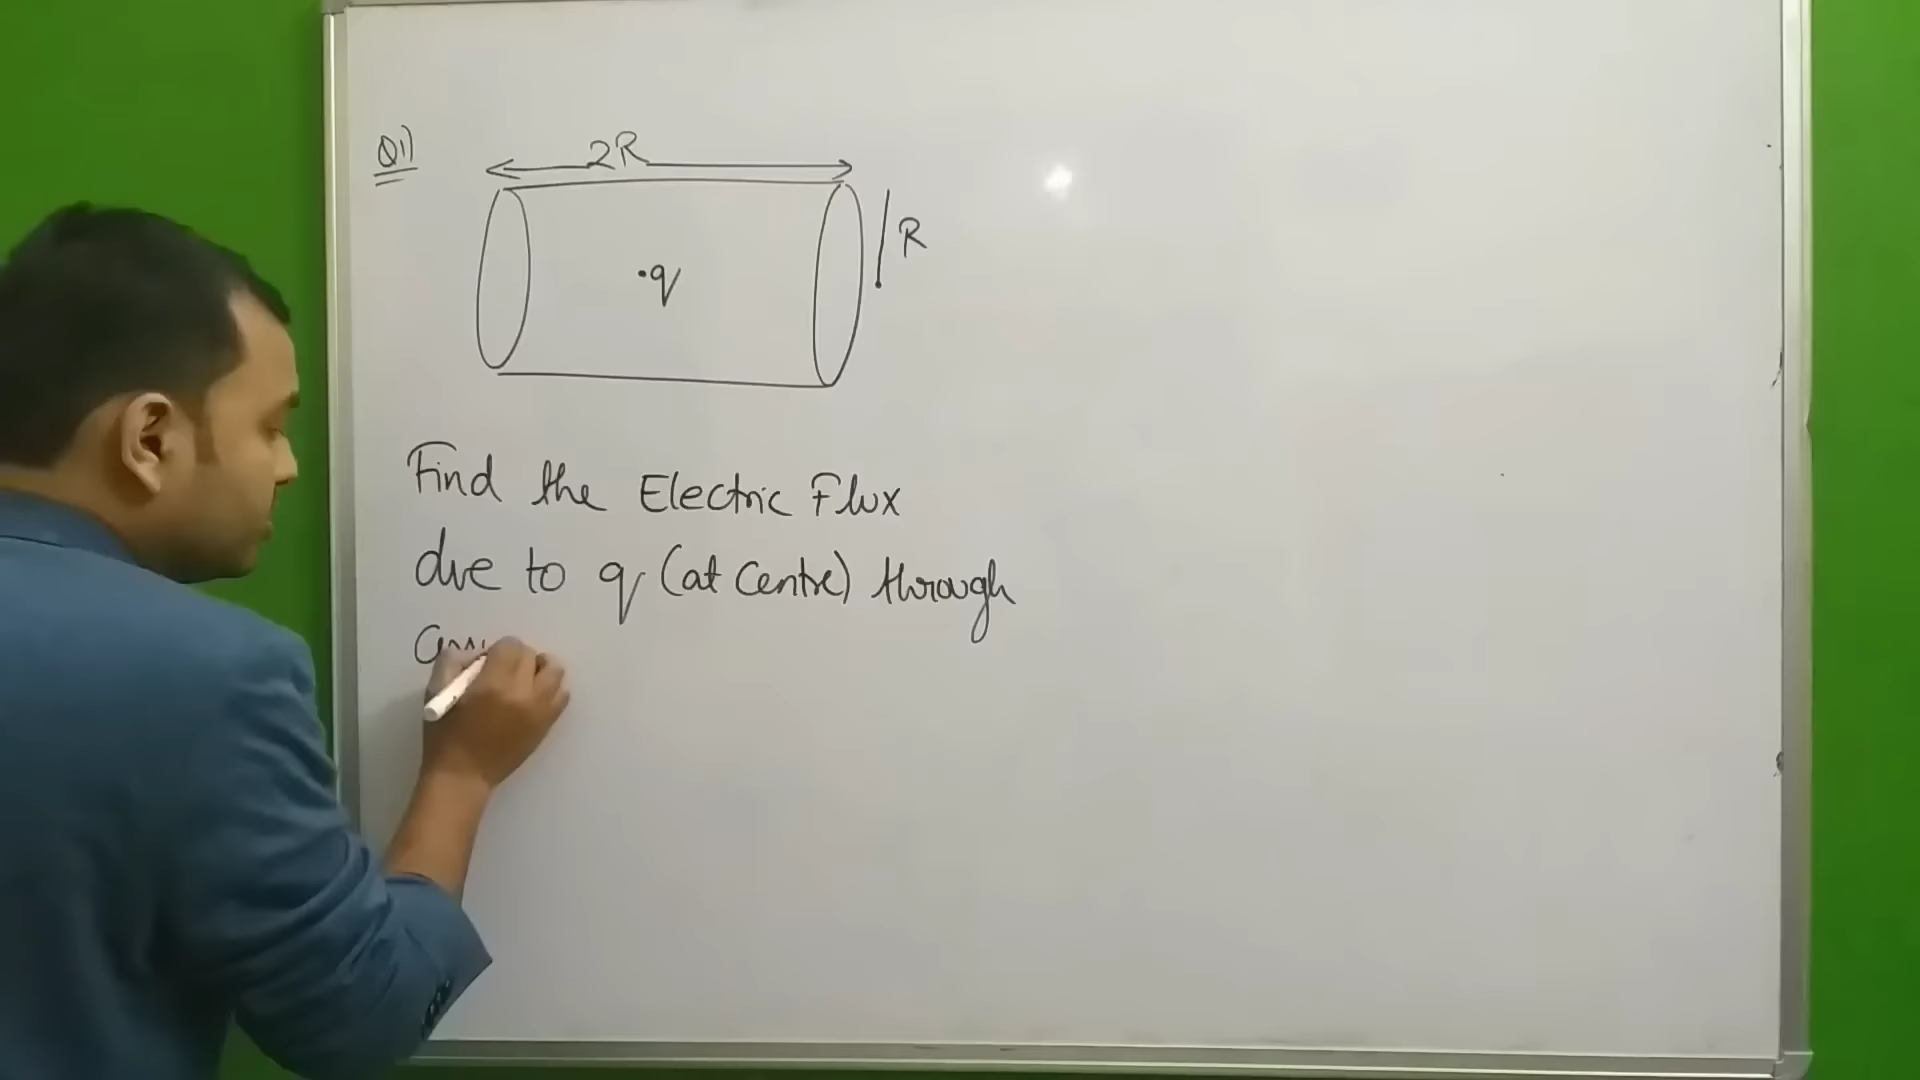 Q1)
2R
R
.q
Find the Electric Flux
due to q (at Centre) through